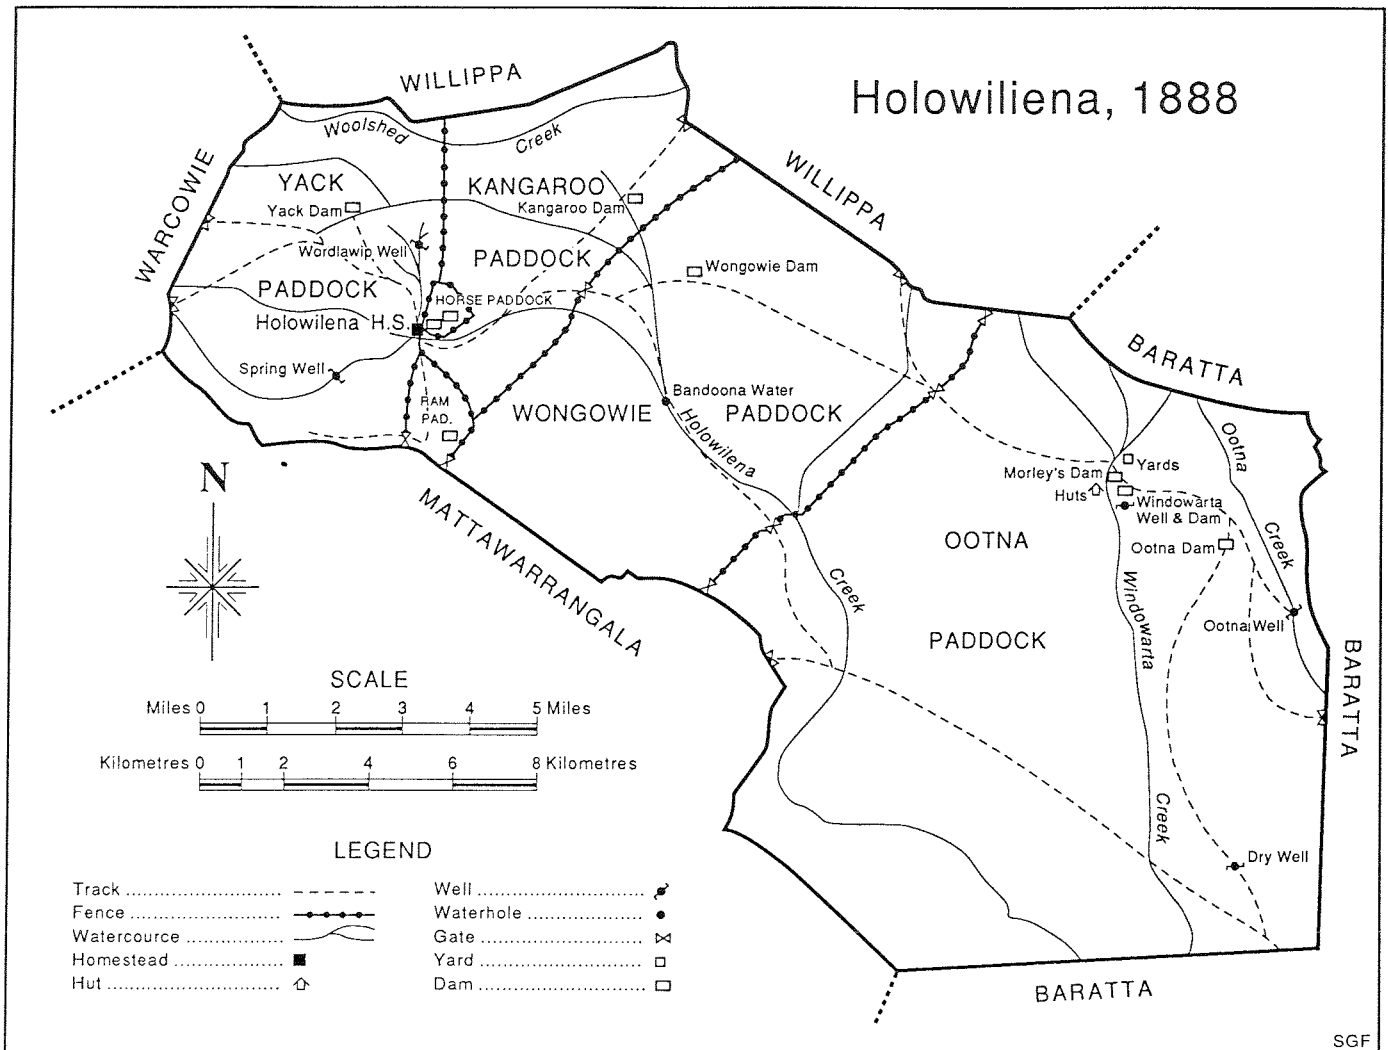 Holowiliena, 1888
WILLIPPA
Woolshed
Creek
WARCOWIE
YACK
Yack Dam
KANGAROO
Kangaroo Dam
WILLIPPA
Wordlawip Well
PADDOCK
PADDOCK
Wongowie Dam
HORSE PADDOCK
Holowilena H.S.
Spring Well
RAM
PAD.
WONGOWIE
Bandoona Water
PADDOCK
Holowilena
Creek
BARATTA
Ootna
Creek
Yards
Morley's Dam
Huts
Windowarta
Well & Dam
Ootna Dam
OOTNA
PADDOCK
Windowarta
Creek
Ootna Well
BARATTA
Dry Well
BARATTA
MATTAWARRANGALA
N
SCALE
Miles 0 1 2 3 4 5 Miles
Kilometres 0 1 2 4 6 8 Kilometres
LEGEND
Track
Fence
Watercource
Homestead
Hut
Well
Waterhole
Gate
Yard
Dam
SGF